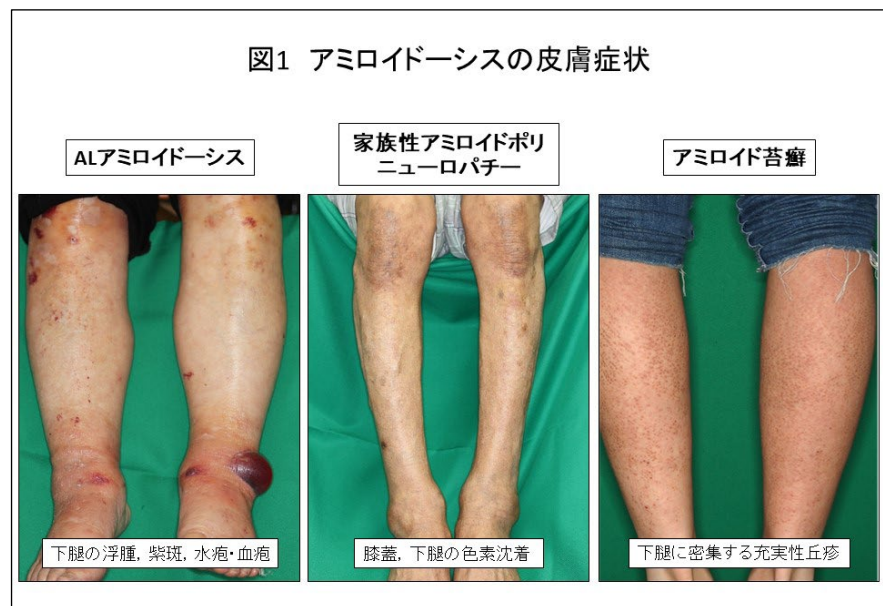 図1 アミロイドーシスの皮膚症状
ALアミロイドーシス
家族性アミロイドポリ
ニューロパチー
アミロイド苔癬
下腿の浮腫, 紫斑, 水疱・血疱
膝蓋, 下腿の色素沈着
下腿に密集する充実性丘疹